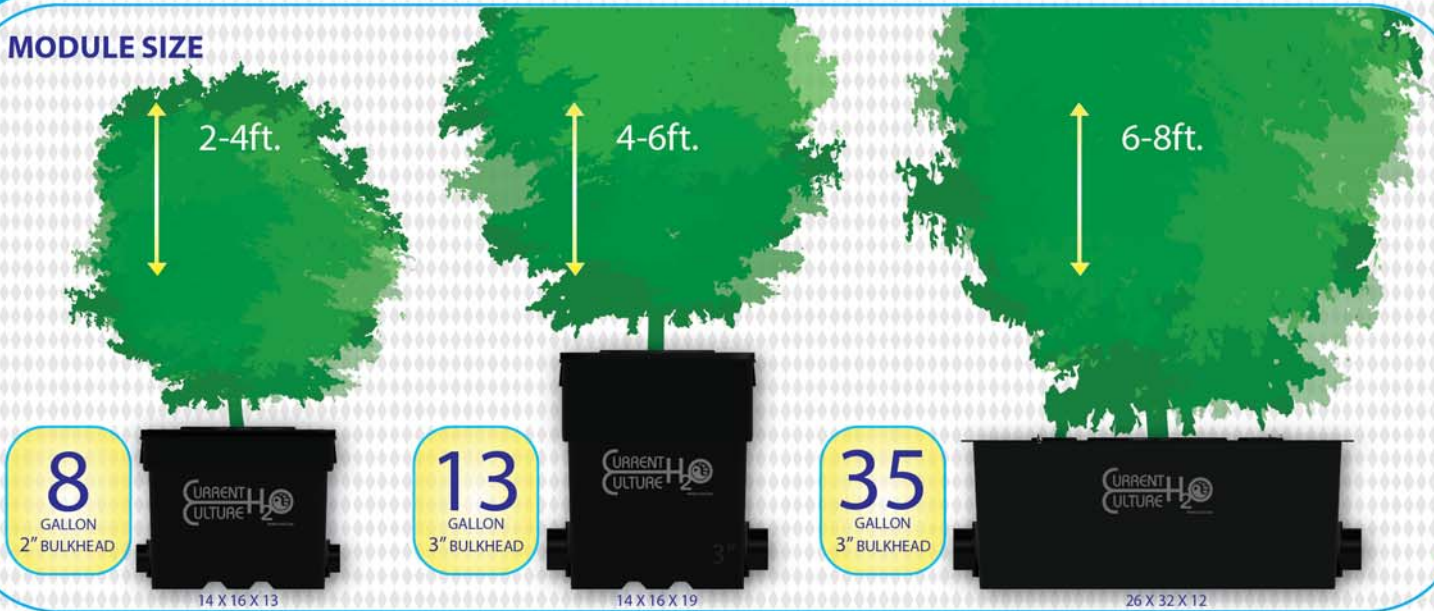 MODULE SIZE
2-4ft.
4-6ft.
6-8ft.
8
GALLON
2" BULKHEAD
CURRENT
CULTURE H2O
14 X 16 X 13
13
GALLON
3" BULKHEAD
CURRENT
CULTURE H2O
3"
14 X 16 X 19
35
GALLON
3" BULKHEAD
CURRENT
CULTURE H2O
26 X 32 X 12